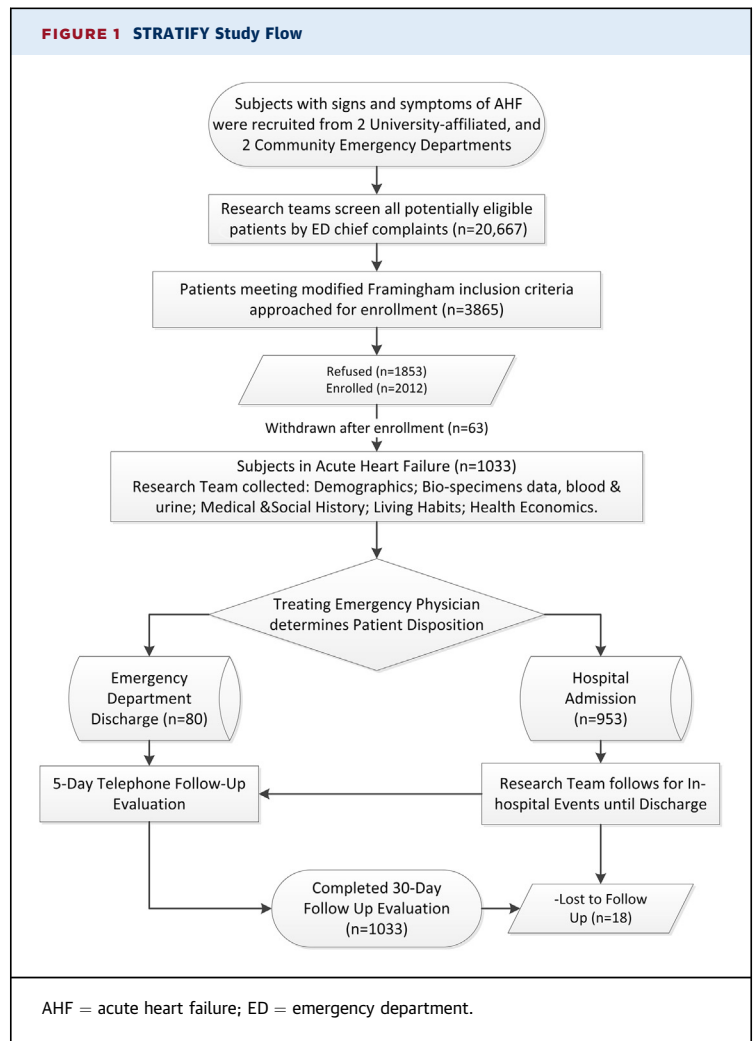 FIGURE 1 STRATIFY Study Flow
Subjects with signs and symptoms of AHF
were recruited from 2 University-affiliated, and
2 Community Emergency Departments
Research teams screen all potentially eligible
patients by ED chief complaints (n=20,667)
Patients meeting modified Framingham inclusion criteria
approached for enrollment (n=3865)
Refused (n=1853)
Enrolled (n=2012)
Withdrawn after enrollment (n=63)
Subjects in Acute Heart Failure (n=1033)
Research Team collected: Demographics; Bio-specimens data, blood &
urine; Medical &Social History; Living Habits; Health Economics.
Treating Emergency Physician
determines Patient Disposition
Emergency
Department
Discharge (n=80)
Hospital
Admission
(n=953)
5-Day Telephone Follow-Up
Evaluation
Research Team follows for In-
hospital Events until Discharge
Completed 30-Day
Follow Up Evaluation
(n=1033)
-Lost to Follow
Up (n=18)
AHF = acute heart failure; ED = emergency department.